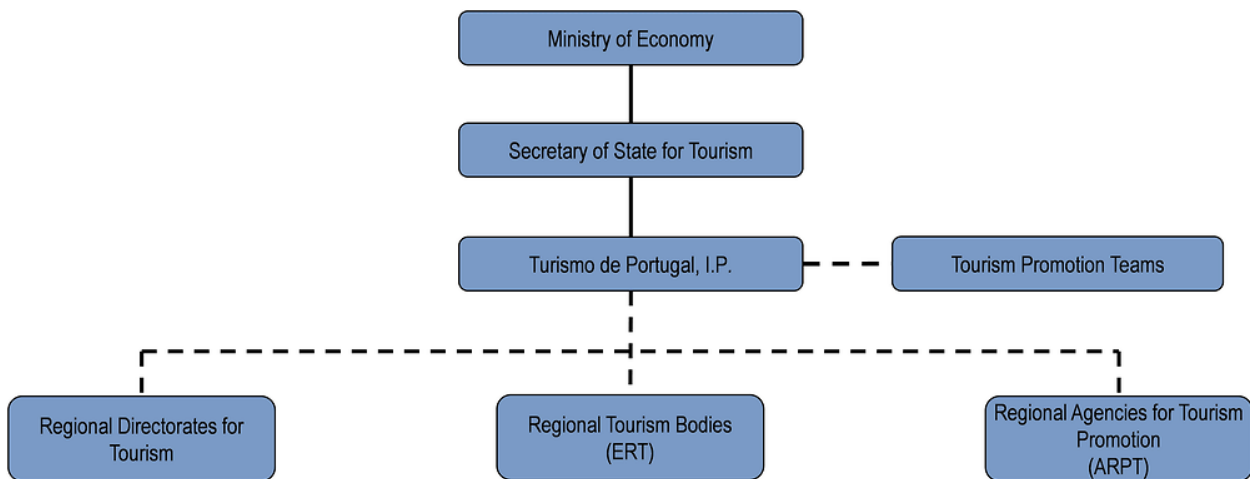 Ministry of Economy
Secretary of State for Tourism
Turismo de Portugal, I.P.
Tourism Promotion Teams
Regional Directorates for
Tourism
Regional Tourism Bodies
(ERT)
Regional Agencies for Tourism
Promotion
(ARPT)